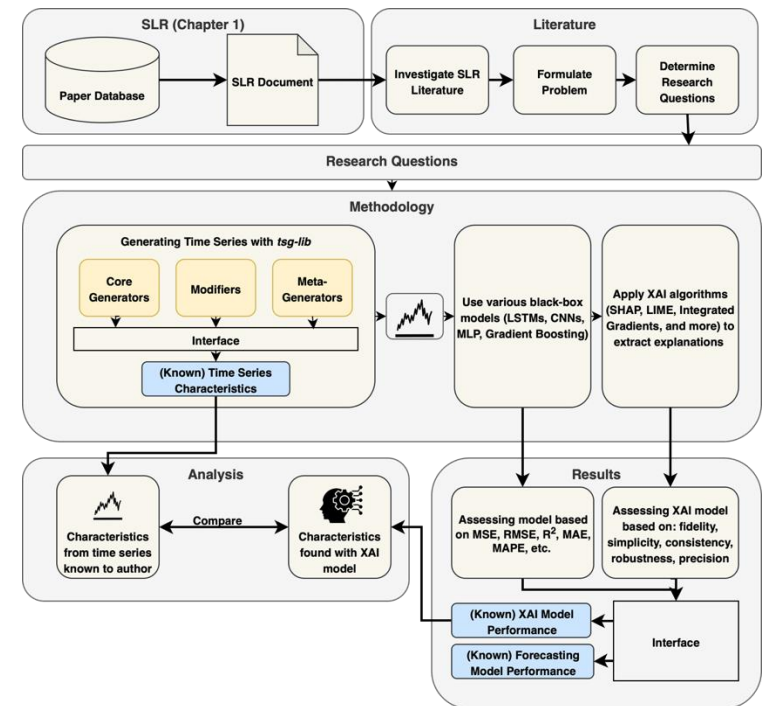 SLR (Chapter 1)
Paper Database
SLR Document
Literature
Investigate SLR
Literature
Formulate
Problem
Determine
Research
Questions
Research Questions
Methodology
Generating Time Series with tsg-lib
Core
Generators
Modifiers
Meta-
Generators
Interface
(Known) Time Series
Characteristics
Use various black-box
models (LSTMs, CNNs,
MLP, Gradient Boosting)
Apply XAI algorithms
(SHAP, LIME, Integrated
Gradients, and more) to
extract explanations
Analysis
Characteristics
from time series
known to author
Compare
Characteristics
found with XAI
model
Results
Assessing model based
on MSE, RMSE, R², MAE,
MAPE, etc.
Assessing XAI model
based on: fidelity,
simplicity, consistency,
robustness, precision
(Known) XAI Model
Performance
(Known) Forecasting
Model Performance
Interface